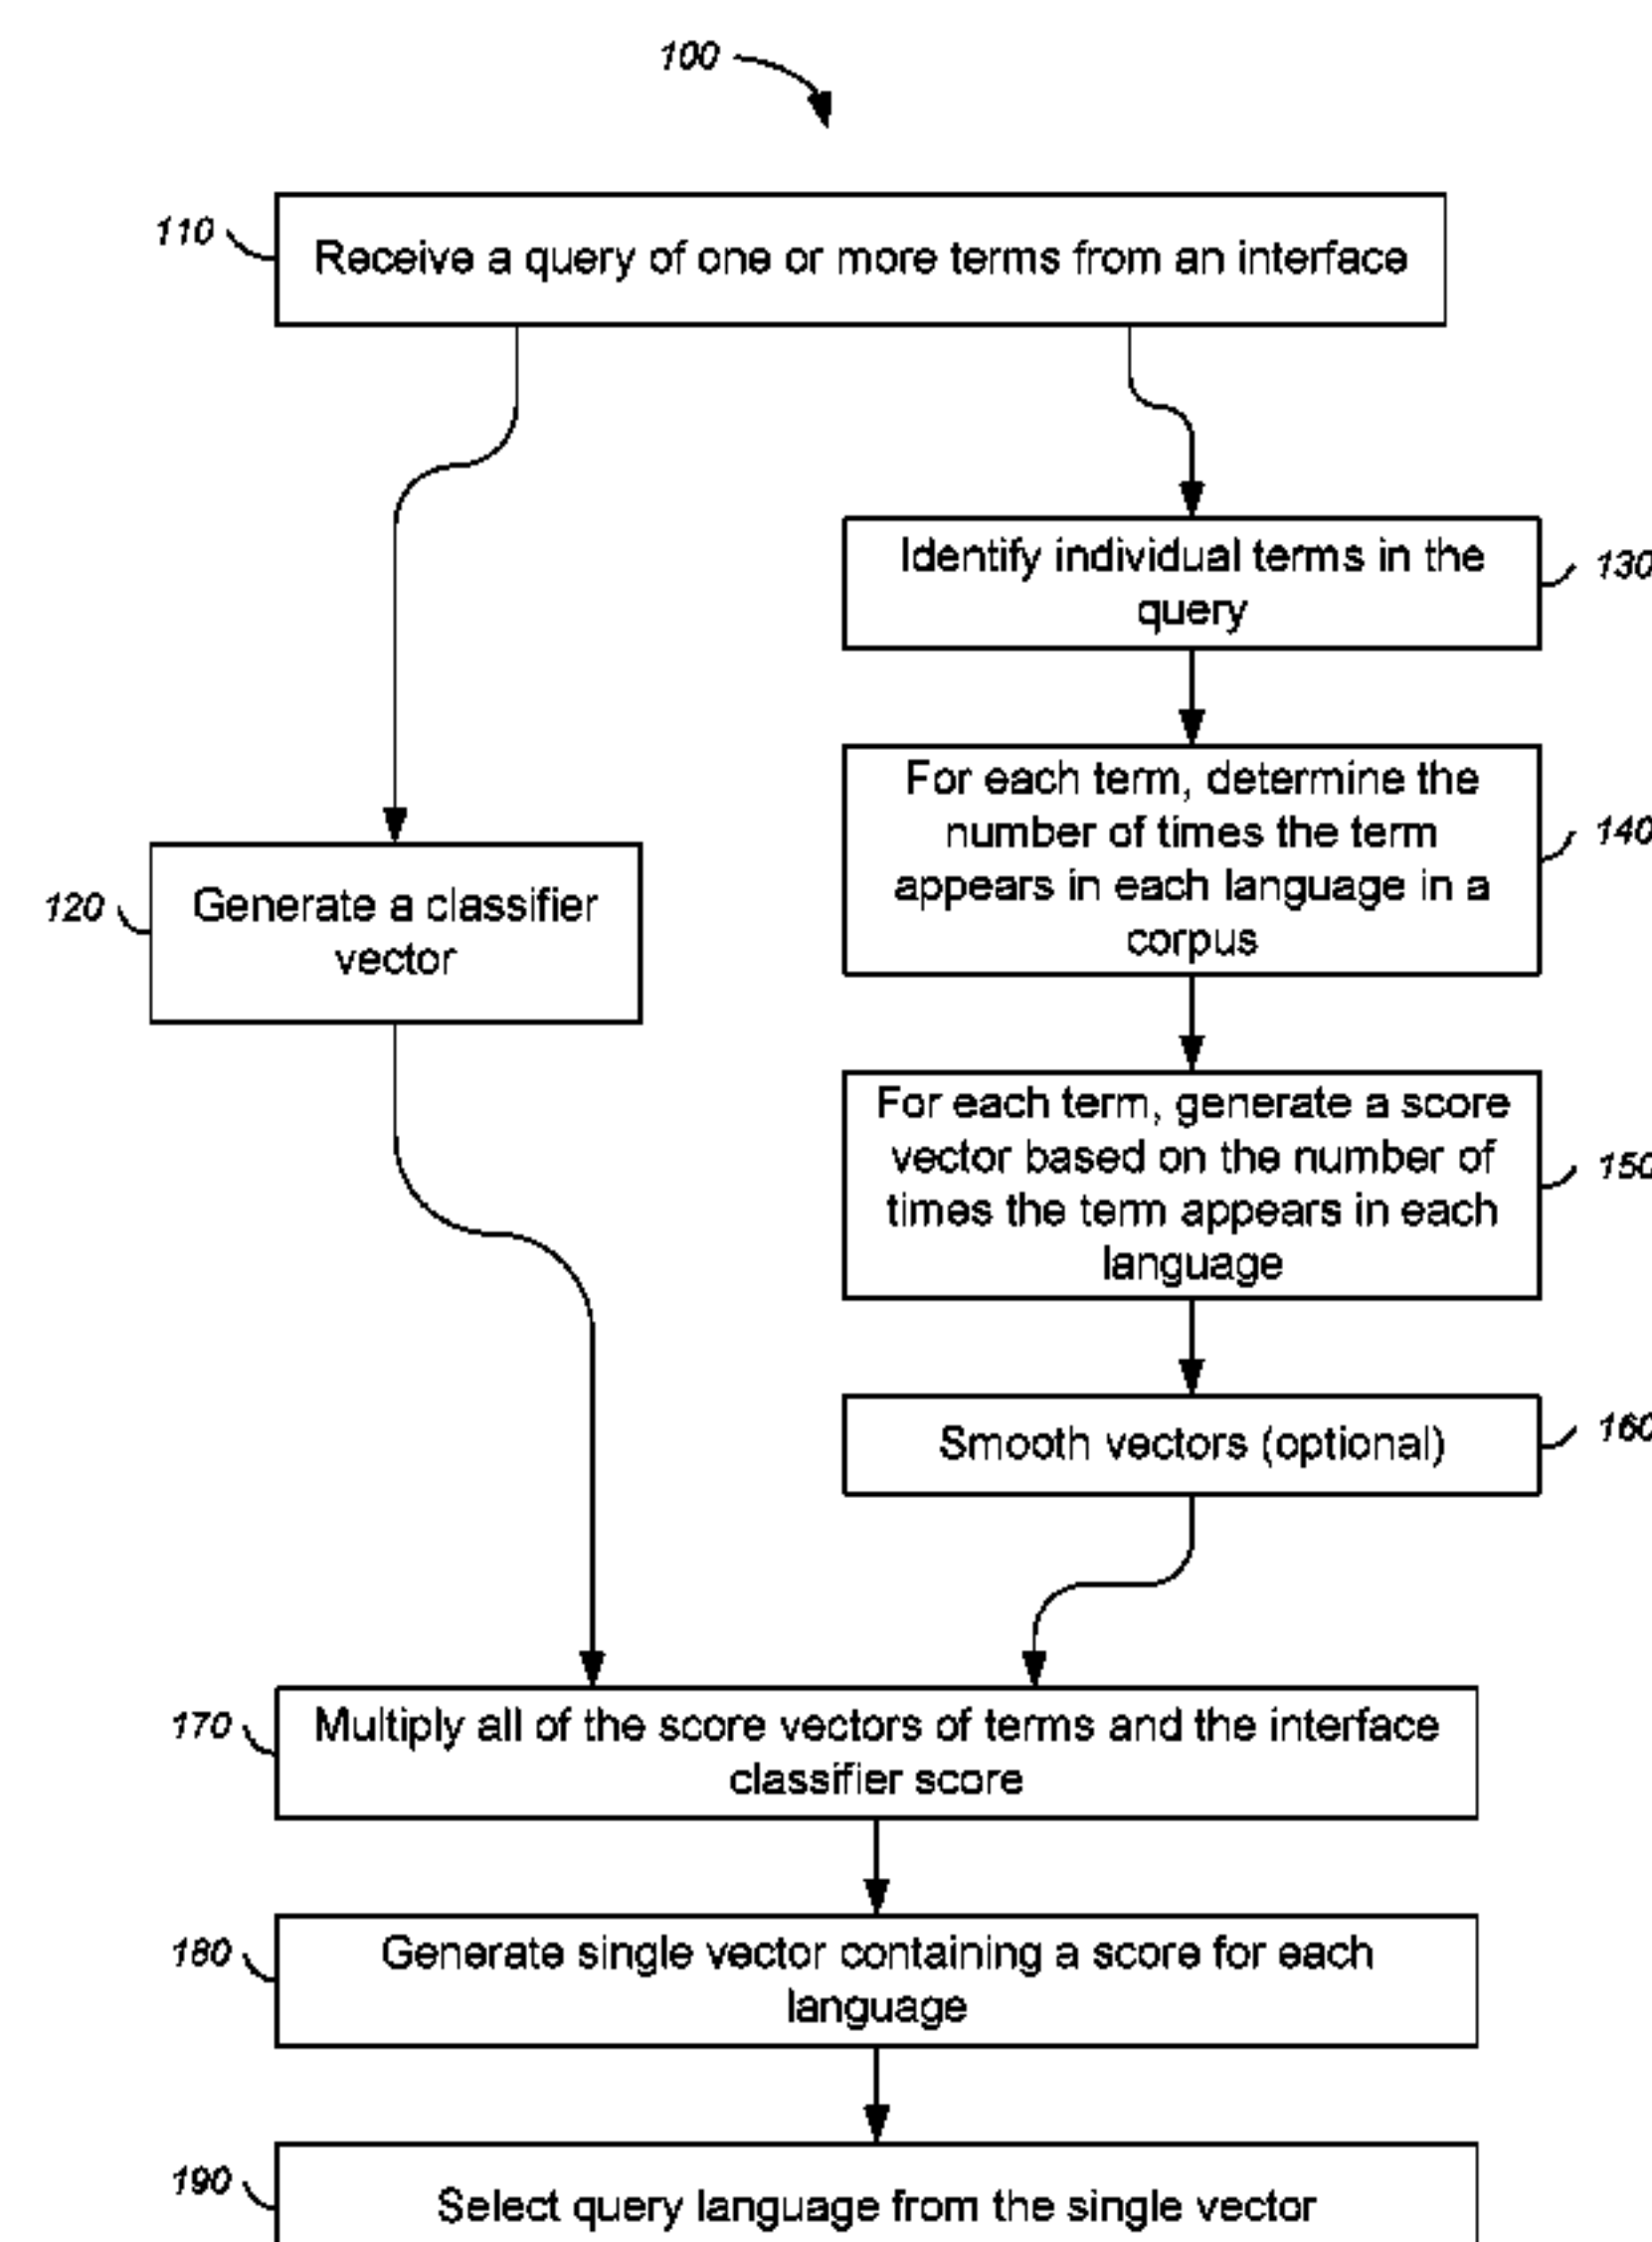 100
110
Receive a query of one or more terms from an interface
Identify individual terms in the
query
130
For each term, determine the
number of times the term
appears in each language in a
corpus
140
120
Generate a classifier
vector
For each term, generate a score
vector based on the number of
times the term appears in each
language
150
Smooth vectors (optional)
160
170
Multiply all of the score vectors of terms and the interface
classifier score
180
Generate single vector containing a score for each
language
190
Select query language from the single vector